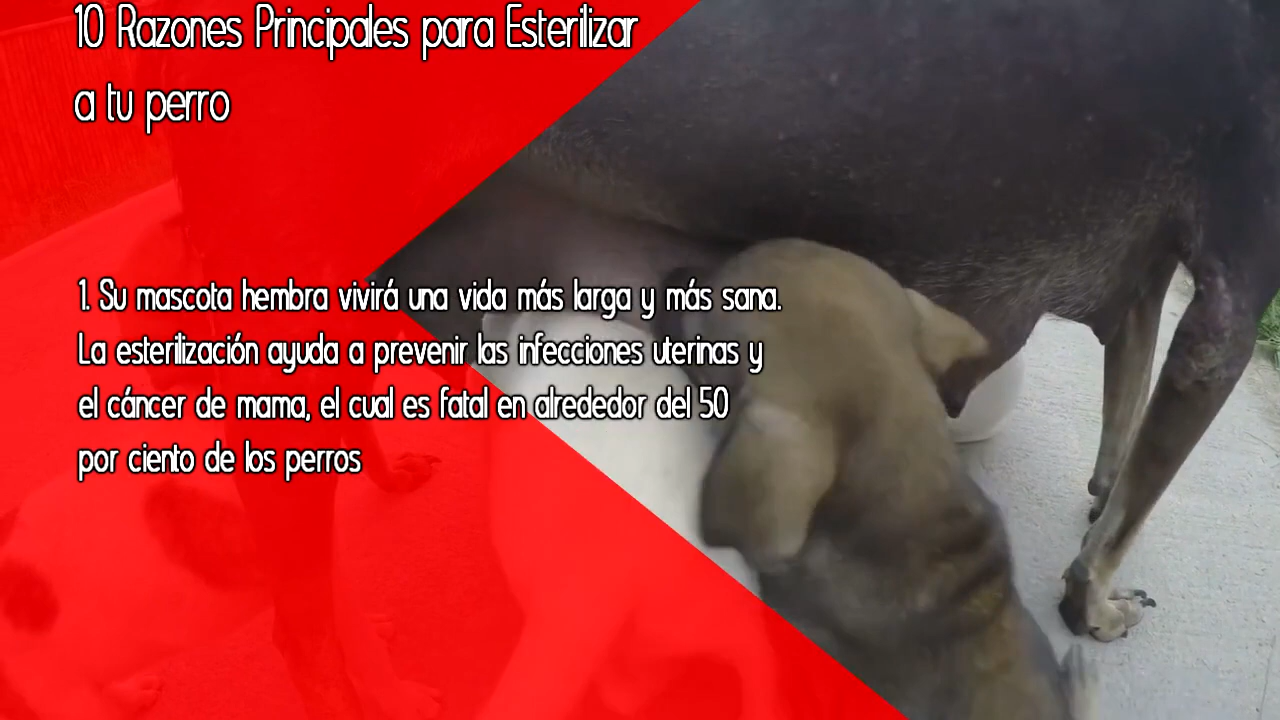 10 Razones Principales para Esterilizar
a tu perro
1. Su mascota hembra vivirá una vida más larga y más sana.
La esterilización ayuda a prevenir las infecciones uterinas y
el cáncer de mama, el cual es fatal en alrededor del 50
por ciento de los perros